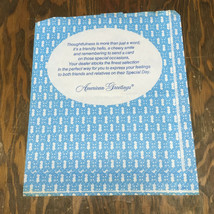 Thoughtfulness is more than just a word,
it's a friendly hello, a cheery smile
and remembering to send a card
on those special occasions.
Your dealer stocks the finest selection
in the perfect way for you to express your feelings
to both friends and relatives on their Special Day.
American Greetings®